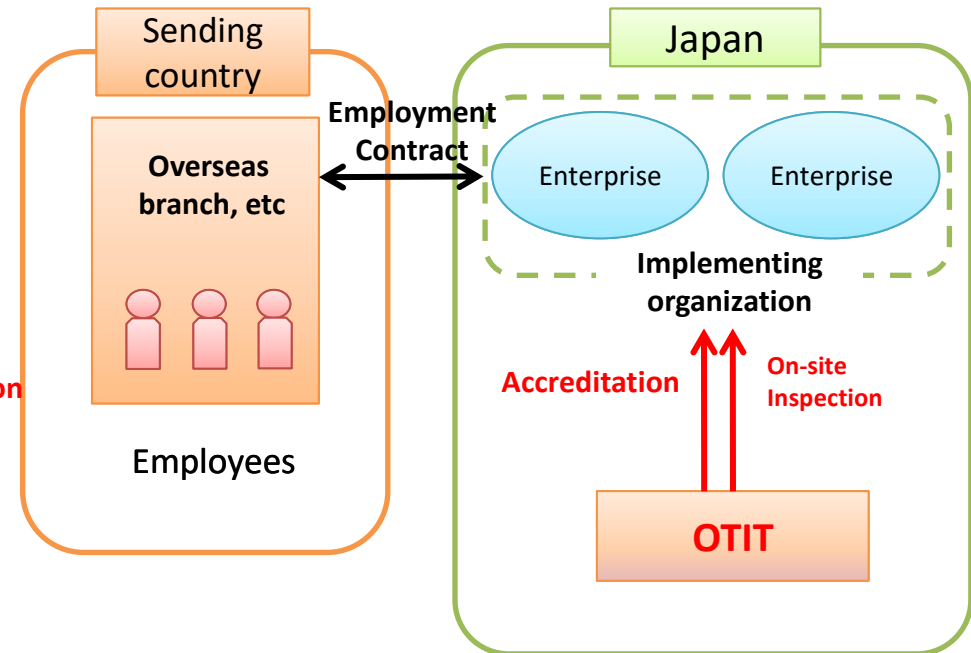 Sending
country
Overseas
branch, etc
Employees
Employment
Contract
Japan
Enterprise
Enterprise
Implementing
organization
Accreditation
On-site
Inspection
OTIT